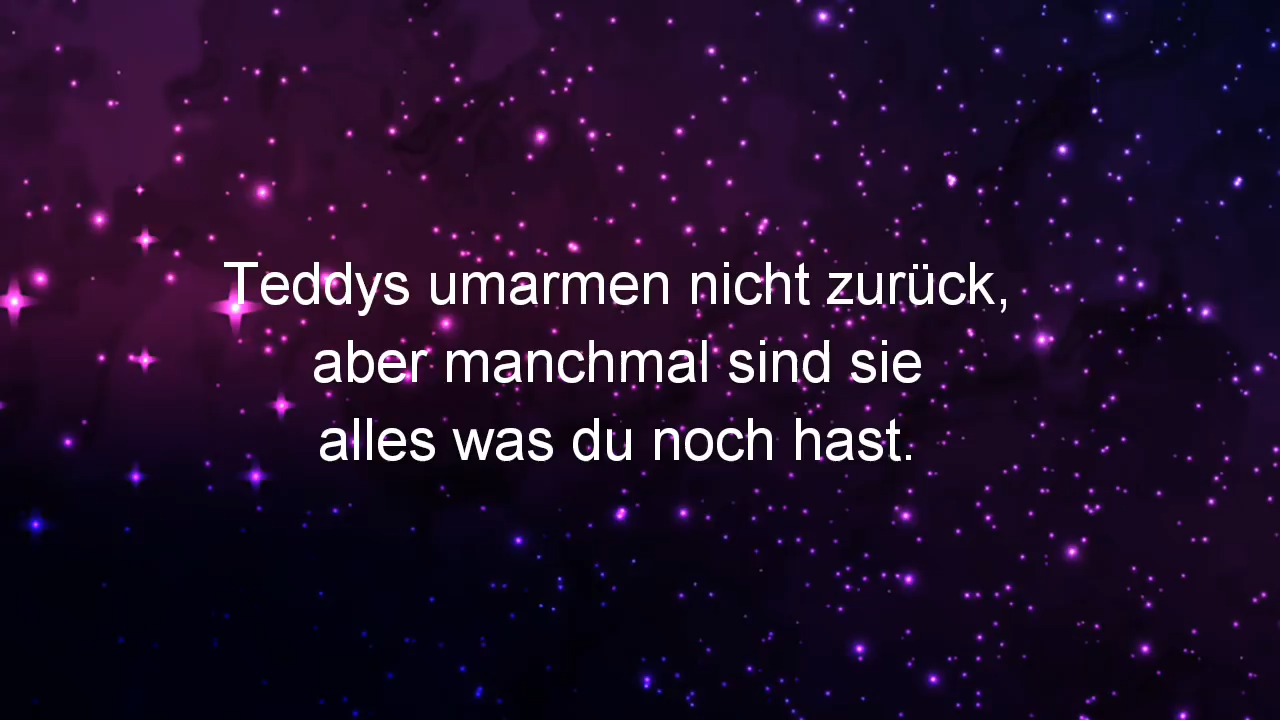 Teddys umarmen nicht zurück,
aber manchmal sind sie
alles was du noch hast.